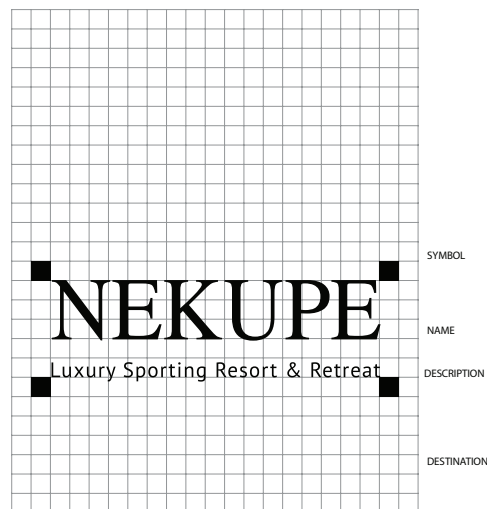 SYMBOL
NEKUPE
NAME
Luxury Sporting Resort & Retreat
DESCRIPTION
DESTINATION